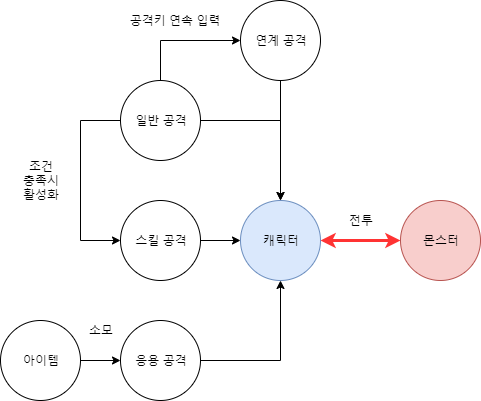 공격키 연속 입력
연계 공격
일반 공격
조건
충족시
활성화
스킬 공격
캐릭터
전투
몬스터
소모
아이템
응용 공격